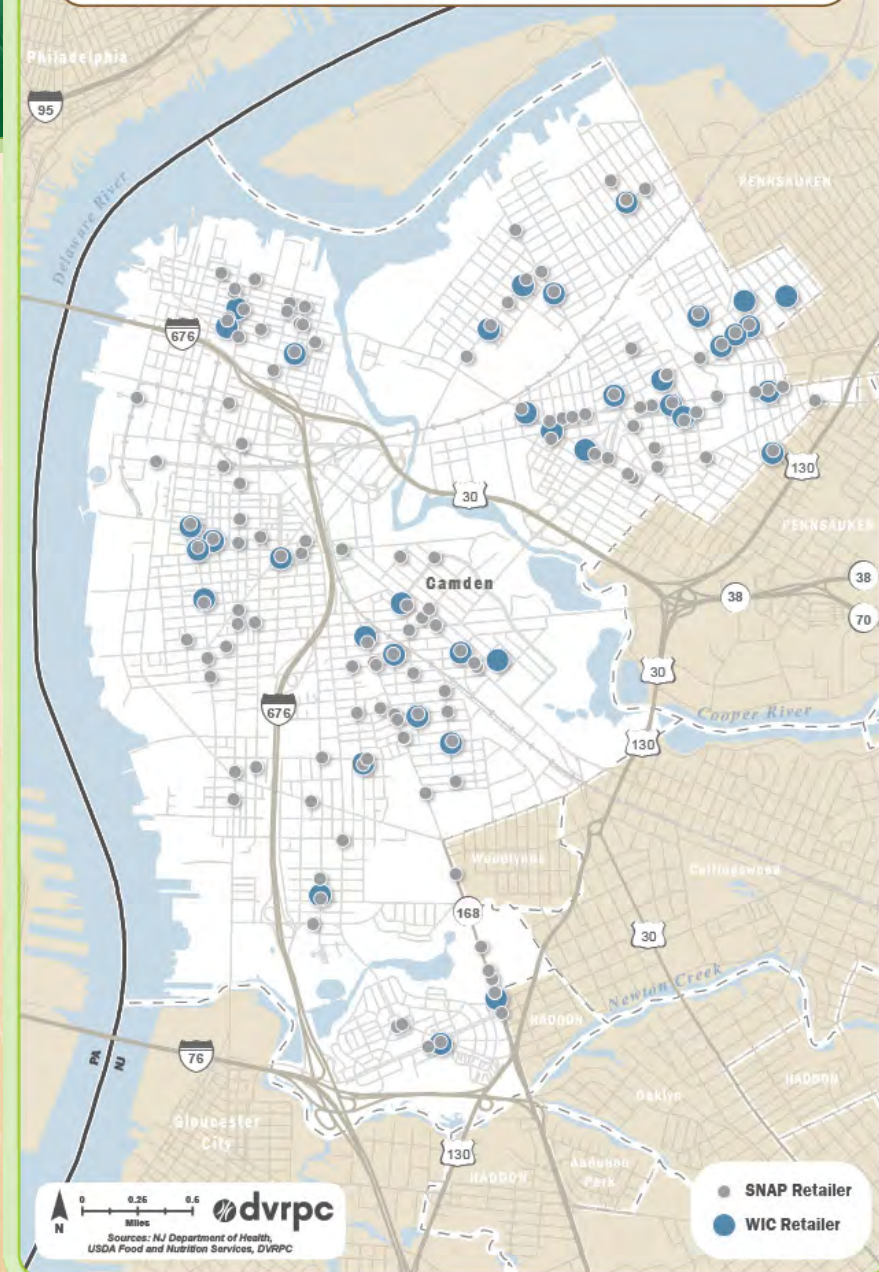 Philadelphia
95
Delaware River
PENNSAUKEN
676
130
30
PENNSAUKEN
Camden
38
38
70
30
676
Cooper River
130
Woodlynne
Collingswood
168
30
Newton Creek
HADDON
PA
NJ
76
HADDON
Oaklyn
Gloucester
City
130
HADDON
Audubon
Park
SNAP Retailer
WIC Retailer
N
0 0.25 0.5
Miles
dvrpc
Sources: NJ Department of Health,
USDA Food and Nutrition Services, DVRPC